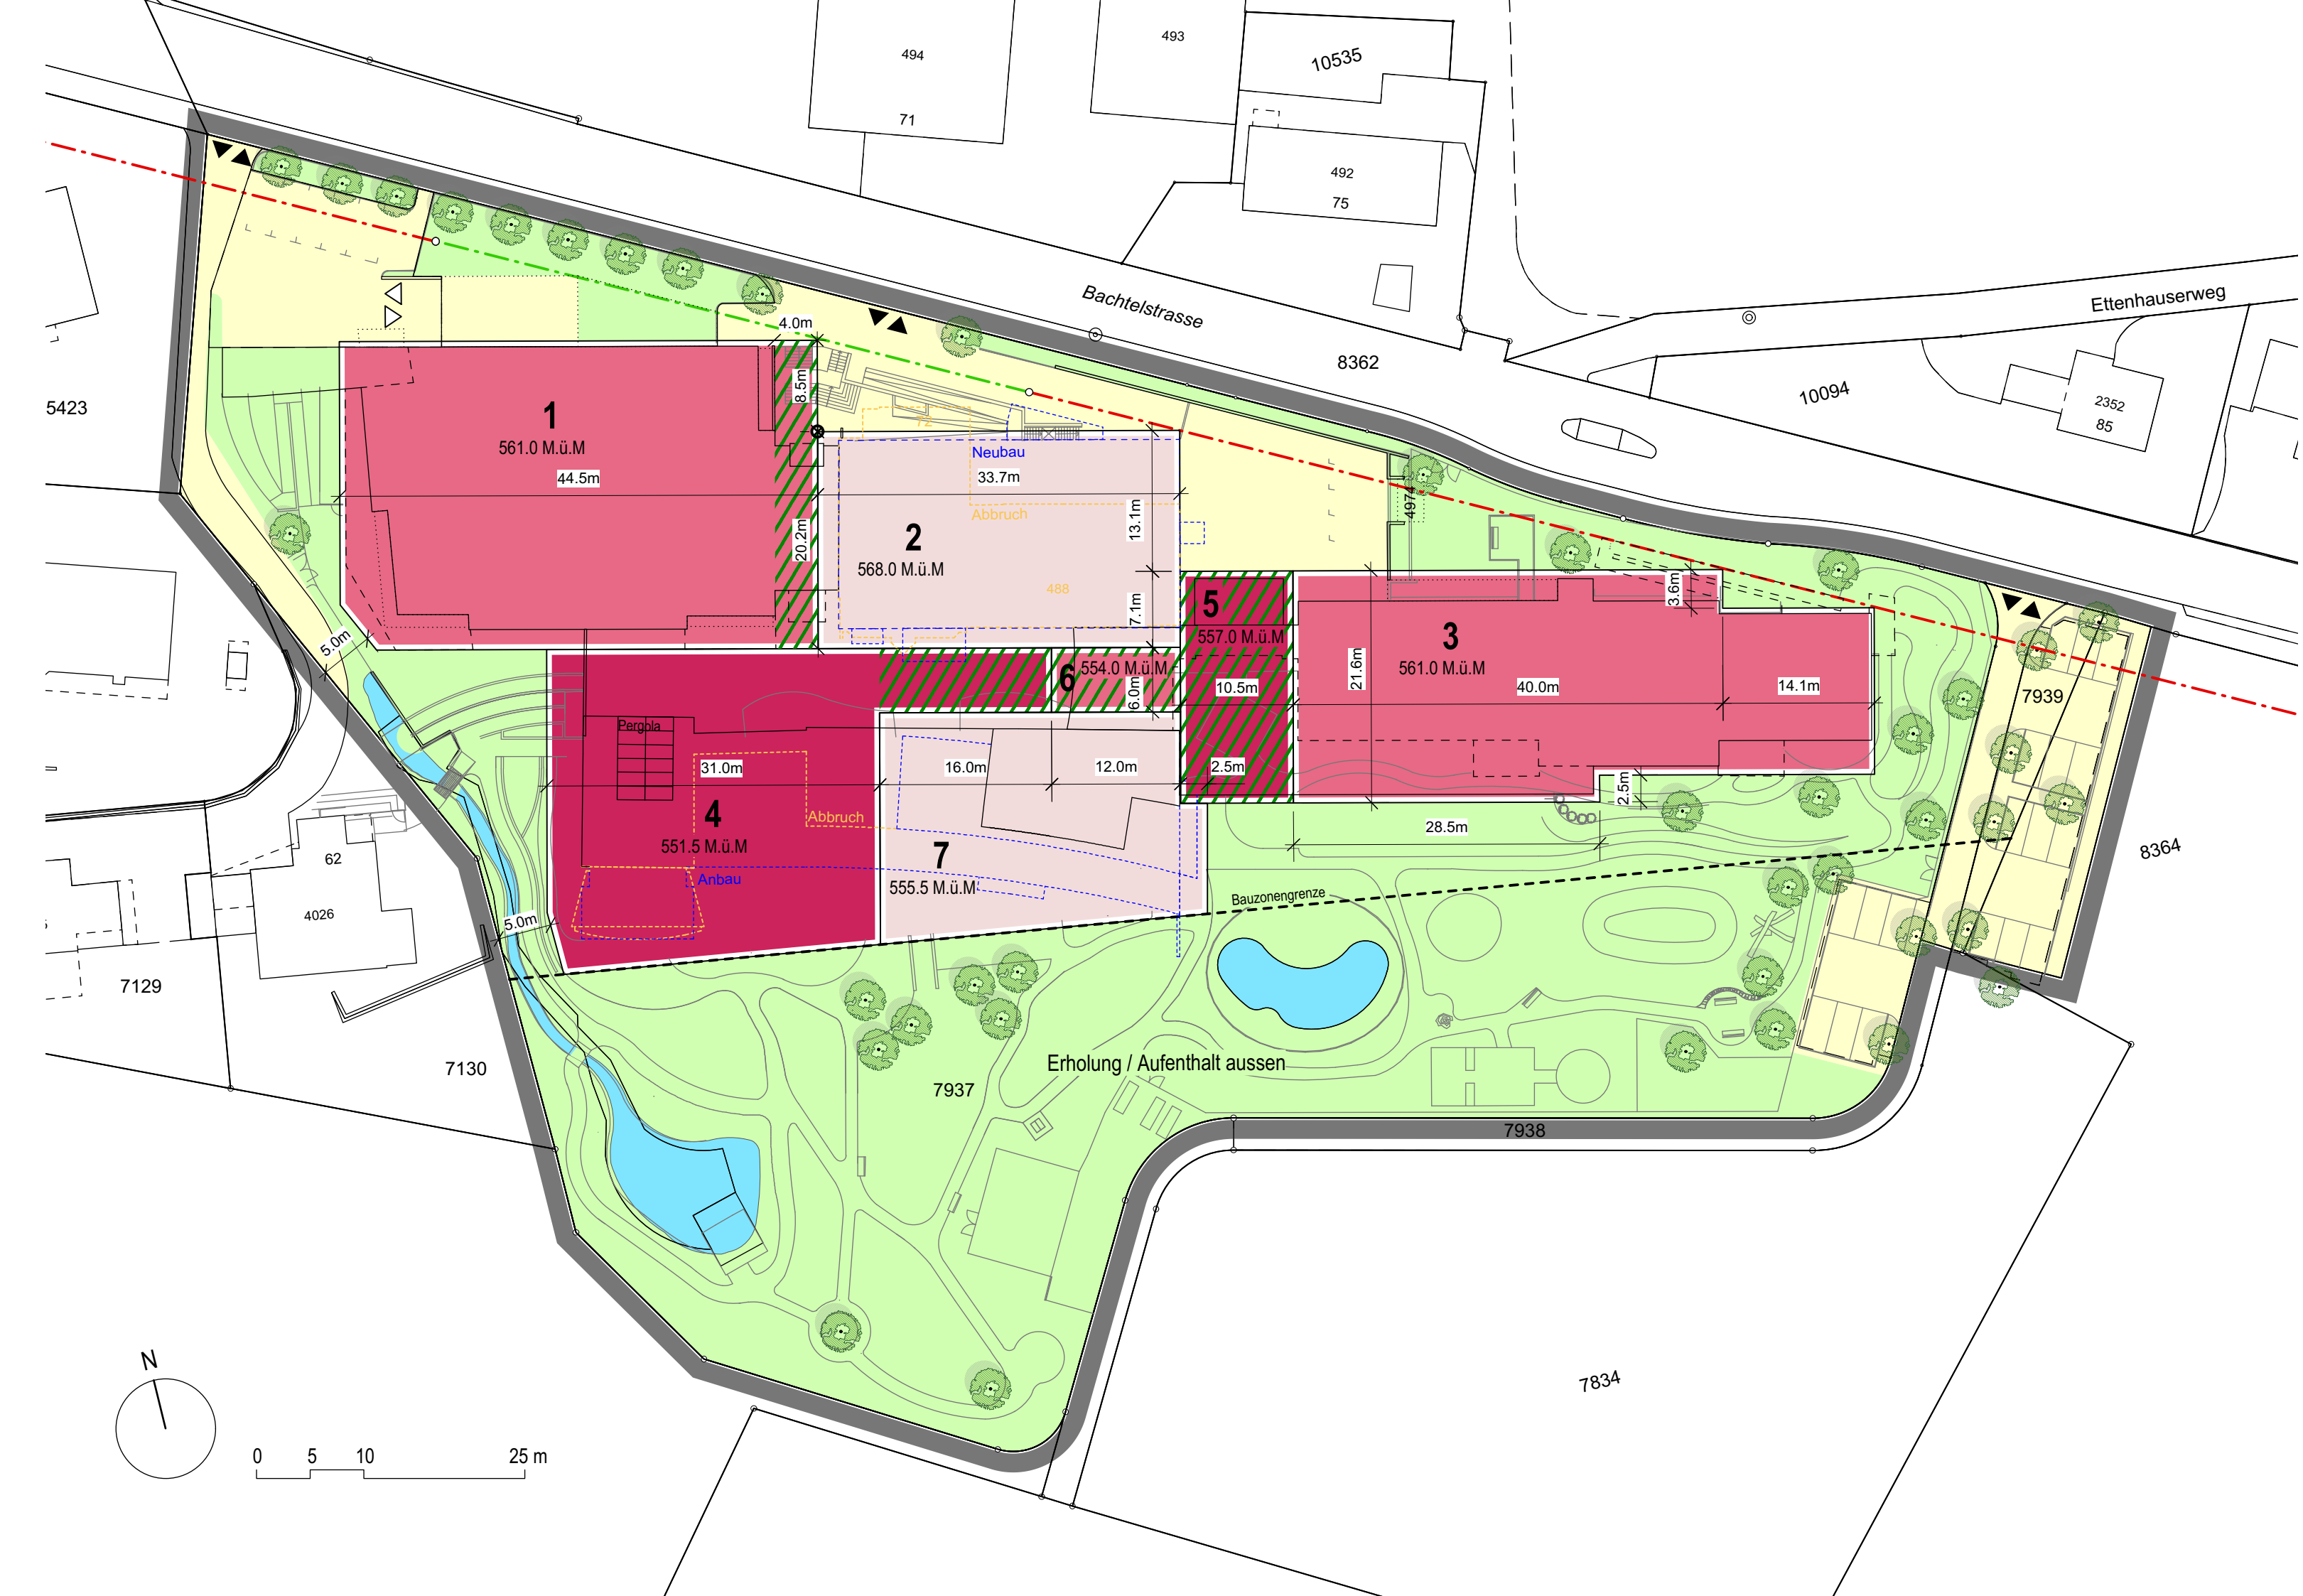 494
71
493
10535
492
75
Bachtelstrasse
8362
Ettenhauserweg
10094
2352
85
5423
4.0m
8.5m
1
561.0 M.ü.M
44.5m
20.2m
72
Neubau
33.7m
Abbruch
2
568.0 M.ü.M
13.1m
488
7.1m
4974
5
557.0 M.ü.M
3
561.0 M.ü.M
3.6m
21.6m
40.0m
14.1m
10.5m
6
554.0 M.ü.M
6.0m
5.0m
7939
Pergola
31.0m
16.0m
12.0m
2.5m
2.5m
28.5m
4
551.5 M.ü.M
Abbruch
Anbau
7
555.5 M.ü.M
Bauzonengrenze
8364
62
4026
5.0m
7129
7130
7937
Erholung / Aufenthalt aussen
7938
7834
N
0 5 10 25 m